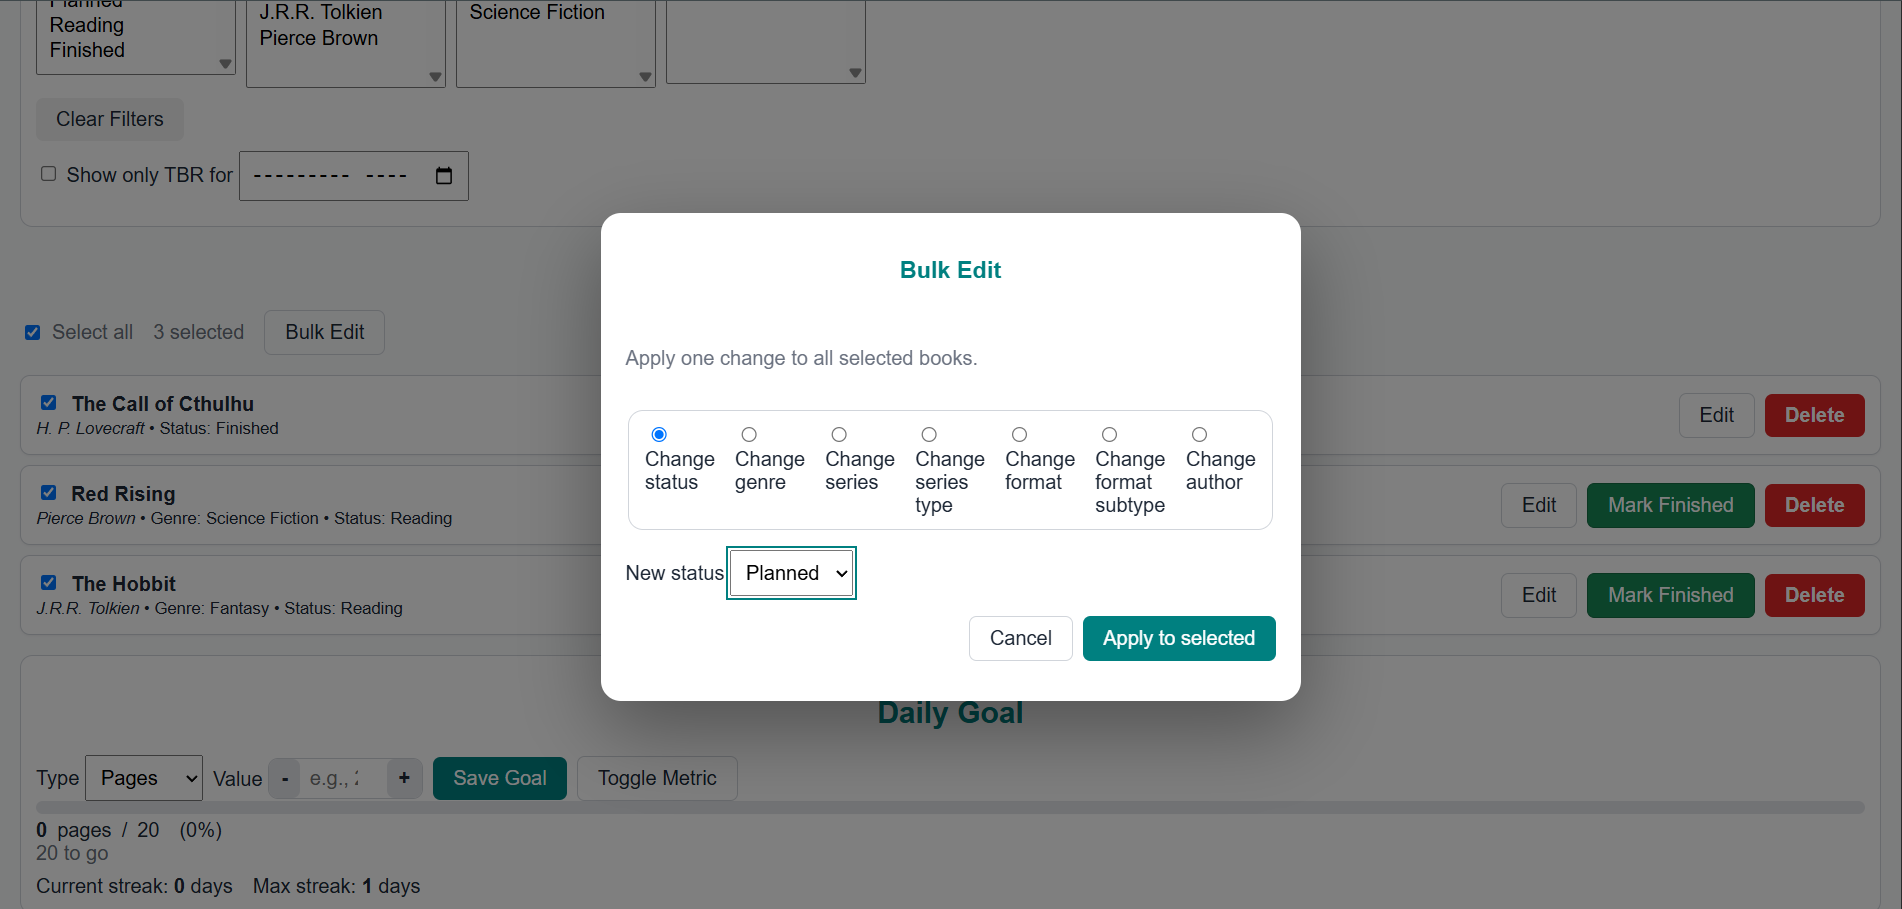 Planned
Reading
Finished
J.R.R. Tolkien
Pierce Brown
Science Fiction
Clear Filters
Show only TBR for --------- ----
Bulk Edit
Apply one change to all selected books.
Change status
Change genre
Change series
Change series type
Change format
Change format subtype
Change author
New status Planned
Cancel Apply to selected
Select all 3 selected Bulk Edit
The Call of Cthulhu
H. P. Lovecraft • Status: Finished
Edit Delete
Red Rising
Pierce Brown • Genre: Science Fiction • Status: Reading
Edit Mark Finished Delete
The Hobbit
J.R.R. Tolkien • Genre: Fantasy • Status: Reading
Edit Mark Finished Delete
Daily Goal
Type Pages Value - e.g., + Save Goal Toggle Metric
0 pages / 20 (0%)
20 to go
Current streak: 0 days Max streak: 1 days